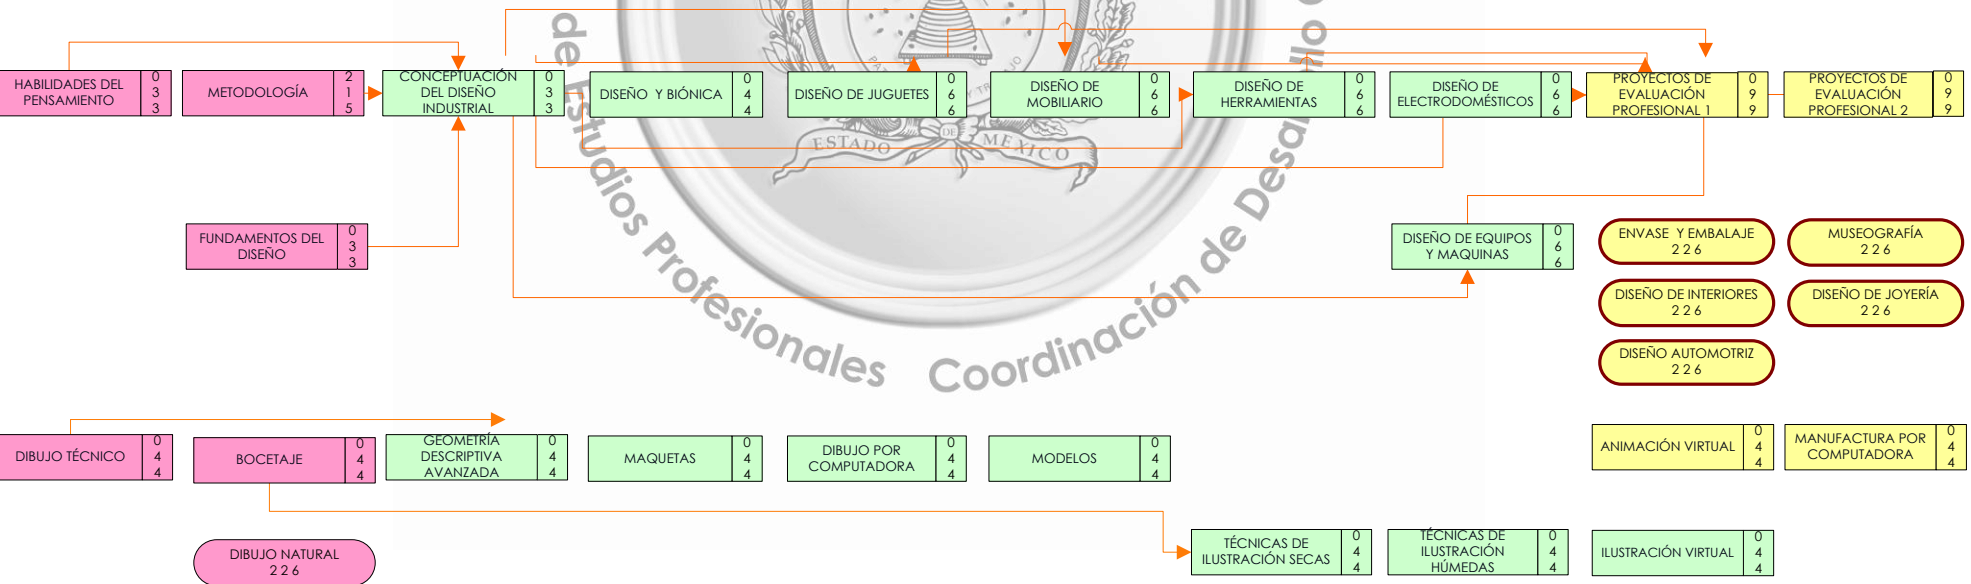 de Estudios Profesionales Coordinación de Desarrollo
ESTADO DE MEXICO
HABILIDADES DEL
PENSAMIENTO
0
3
3
METODOLOGÍA
2
1
5
CONCEPTUACIÓN
DEL DISEÑO
INDUSTRIAL
0
3
3
DISEÑO Y BIÓNICA
0
4
4
DISEÑO DE JUGUETES
0
6
6
DISEÑO DE
MOBILIARIO
0
6
6
DISEÑO DE
HERRAMIENTAS
0
6
6
DISEÑO DE
ELECTRODOMÉSTICOS
0
6
6
PROYECTOS DE
EVALUACIÓN
PROFESIONAL 1
0
9
9
PROYECTOS DE
EVALUACIÓN
PROFESIONAL 2
0
9
9
FUNDAMENTOS DEL
DISEÑO
0
3
3
DISEÑO DE EQUIPOS
Y MAQUINAS
0
6
6
ENVASE Y EMBALAJE
2 2 6
MUSEOGRAFÍA
2 2 6
DISEÑO DE INTERIORES
2 2 6
DISEÑO DE JOYERÍA
2 2 6
DISEÑO AUTOMOTRIZ
2 2 6
DIBUJO TÉCNICO
0
4
4
BOCETAJE
0
4
4
GEOMETRÍA
DESCRIPTIVA
AVANZADA
0
4
4
MAQUETAS
0
4
4
DIBUJO POR
COMPUTADORA
0
4
4
MODELOS
0
4
4
ANIMACIÓN VIRTUAL
0
4
4
MANUFACTURA POR
COMPUTADORA
0
4
4
DIBUJO NATURAL
2 2 6
TÉCNICAS DE
ILUSTRACIÓN SECAS
0
4
4
TÉCNICAS DE
ILUSTRACIÓN
HÚMEDAS
0
4
4
ILUSTRACIÓN VIRTUAL
0
4
4